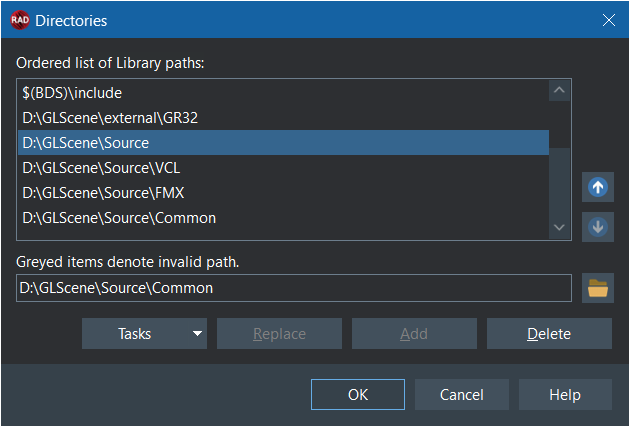 RAD Directories
Ordered list of Library paths:
$(BDS)\include
D:\GLScene\external\GR32
D:\GLScene\Source
D:\GLScene\Source\VCL
D:\GLScene\Source\FMX
D:\GLScene\Source\Common
Greyed items denote invalid path.
D:\GLScene\Source\Common
Tasks Replace Add Delete
OK Cancel Help